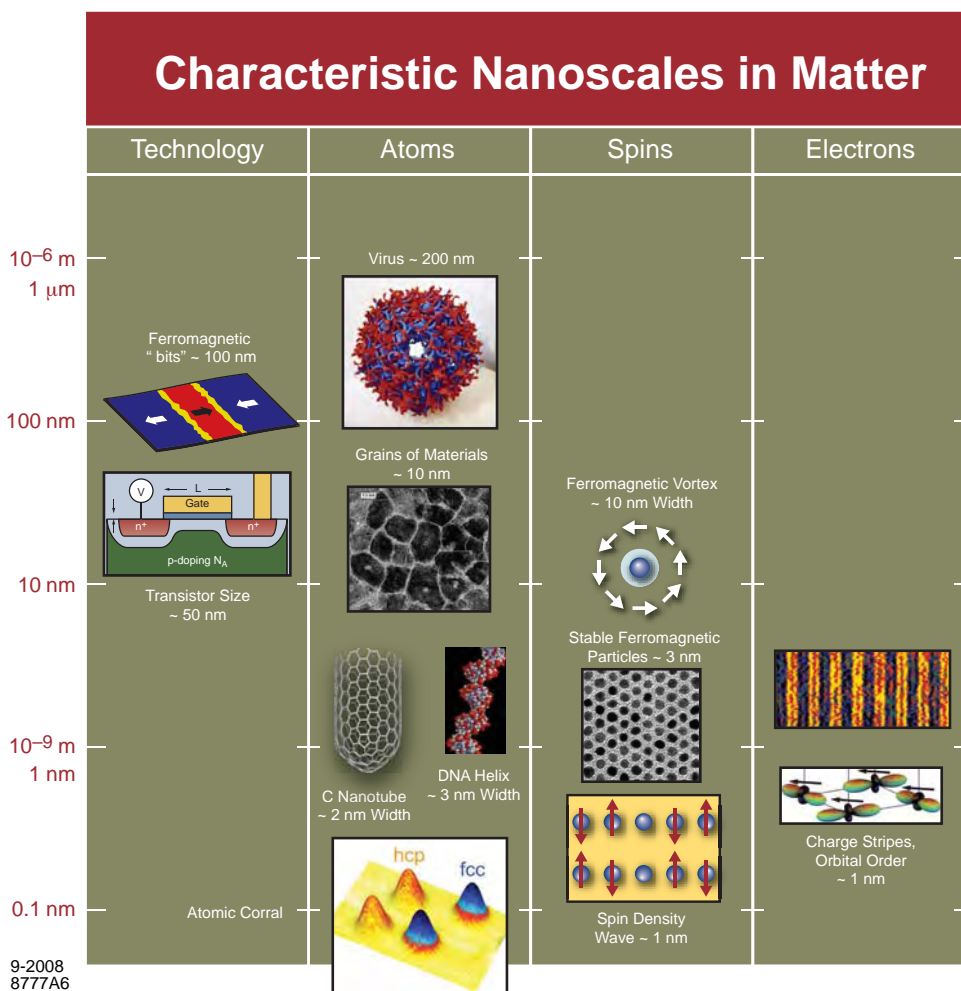 Characteristic Nanoscales in Matter
Technology
Atoms
Spins
Electrons
10–6 m
1 μm
100 nm
10 nm
10–9 m
1 nm
0.1 nm
Ferromagnetic
“ bits” ~ 100 nm
V
L
Gate
n+
n+
p-doping NA
Transistor Size
~ 50 nm
Atomic Corral
Virus ~ 200 nm
Grains of Materials
~ 10 nm
C Nanotube
~ 2 nm Width
DNA Helix
~ 3 nm Width
hcp
fcc
Ferromagnetic Vortex
~ 10 nm Width
Stable Ferromagnetic
Particles ~ 3 nm
Spin Density
Wave ~ 1 nm
Charge Stripes,
Orbital Order
~ 1 nm
9-2008
8777A6